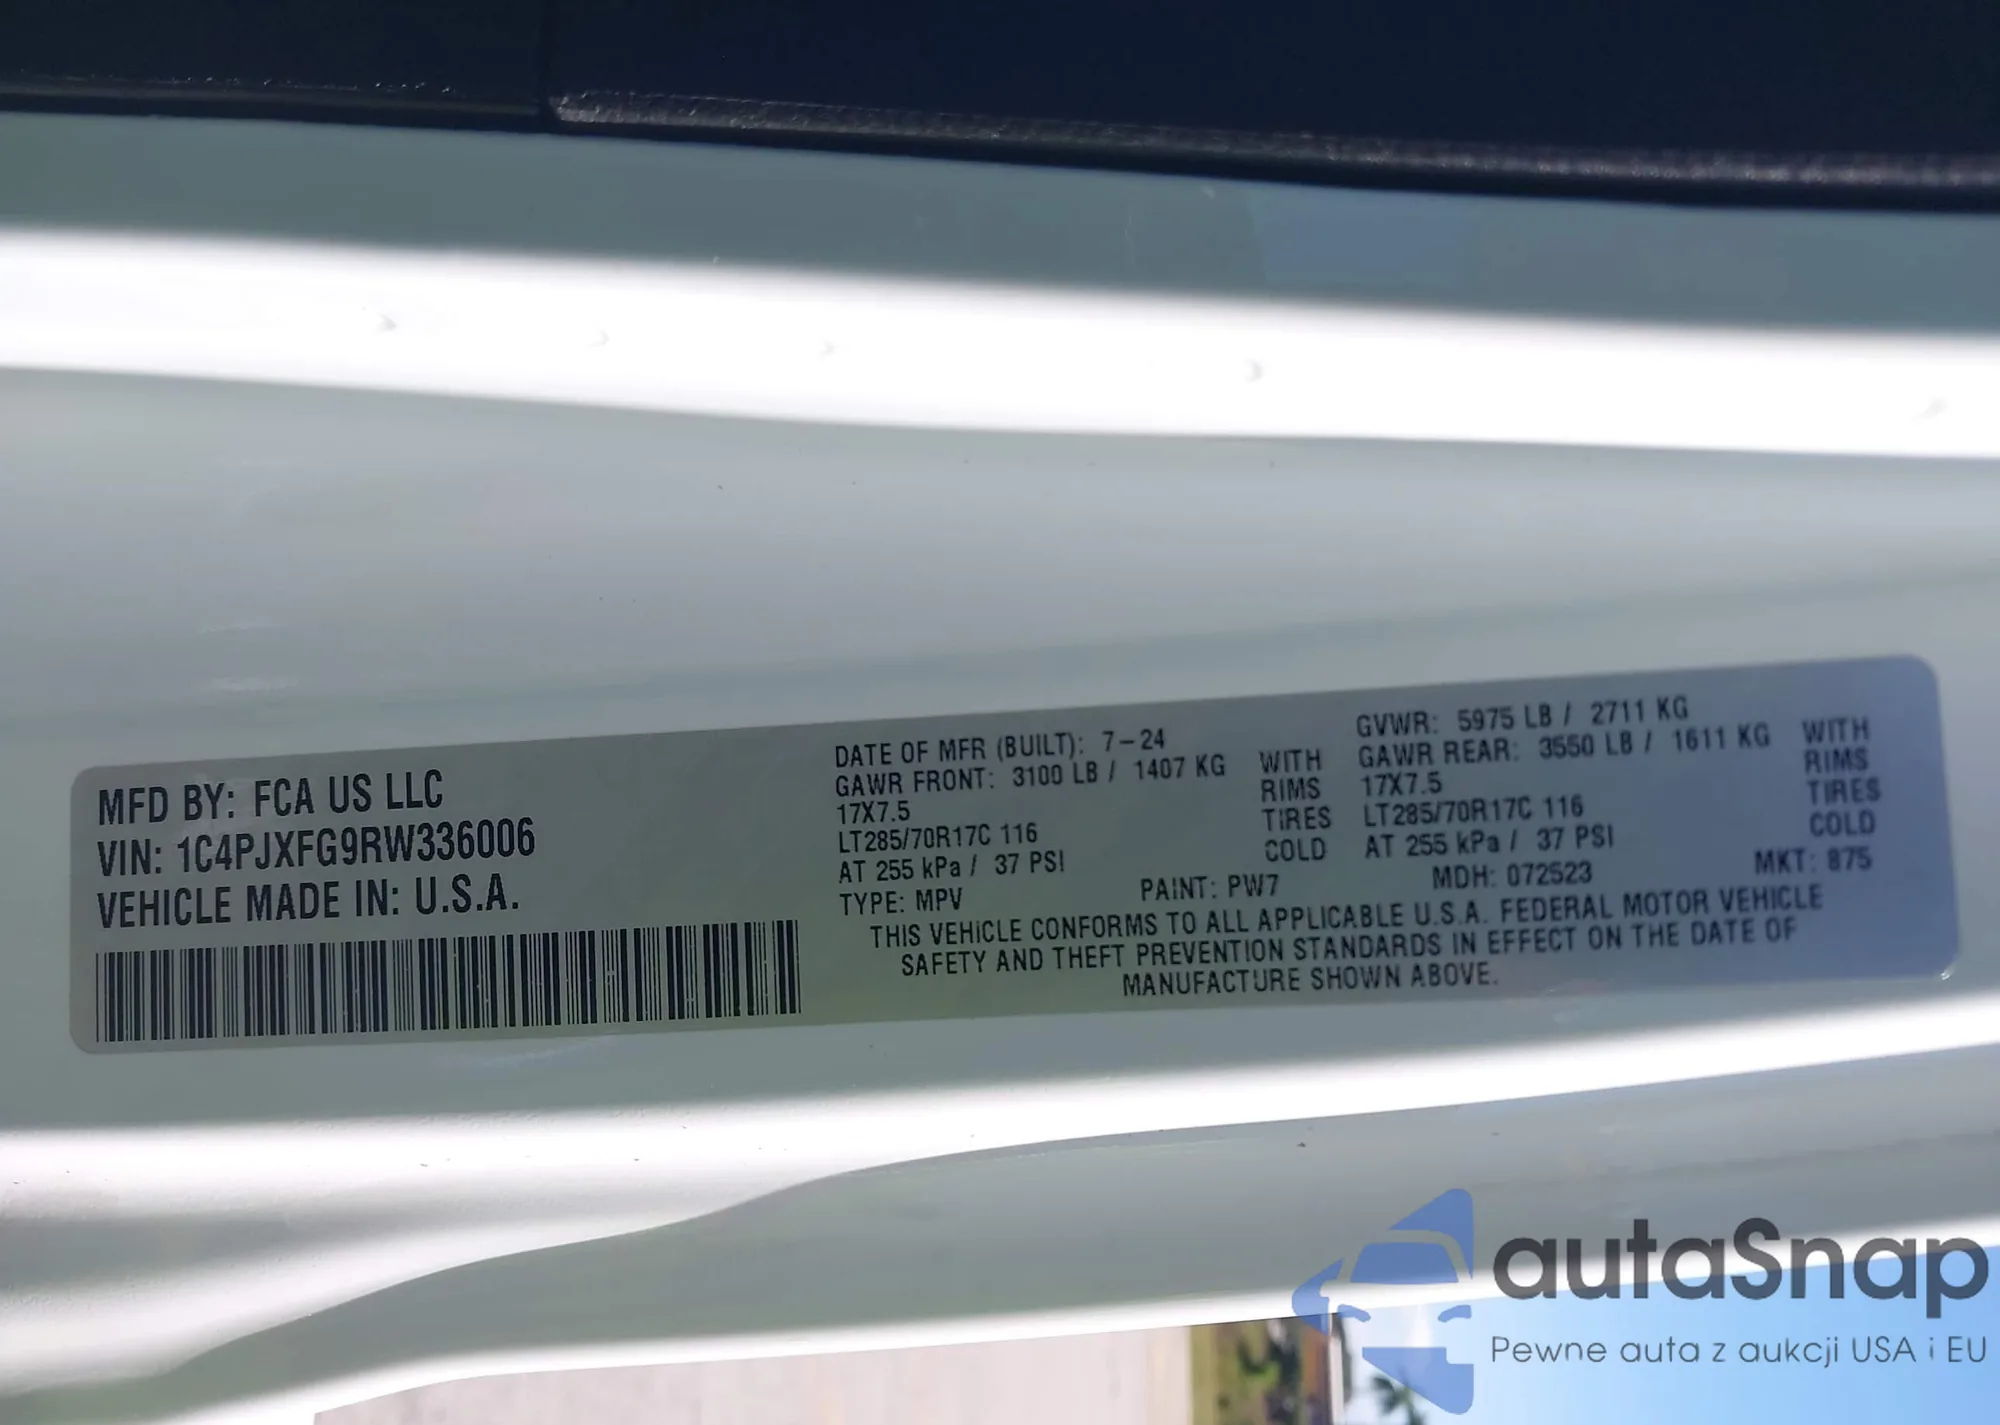 MFD BY: FCA US LLC
VIN: 1C4PJXFG9RW336006
VEHICLE MADE IN: U.S.A.
DATE OF MFR (BUILT): 7-24
GAWR FRONT: 3100 LB / 1407 KG WITH
17X7.5 RIMS
LT285/70R17C 116 TIRES
AT 255 kPa / 37 PSI COLD
GVWR: 5975 LB / 2711 KG
GAWR REAR: 3550 LB / 1611 KG WITH
17X7.5 RIMS
LT285/70R17C 116 TIRES
AT 255 kPa / 37 PSI COLD
TYPE: MPV PAINT: PW7 MDH: 072523 MKT: 875
THIS VEHICLE CONFORMS TO ALL APPLICABLE U.S.A. FEDERAL MOTOR VEHICLE
SAFETY AND THEFT PREVENTION STANDARDS IN EFFECT ON THE DATE OF
MANUFACTURE SHOWN ABOVE.
autaSnap
Pewne auta z aukcji USA i EU